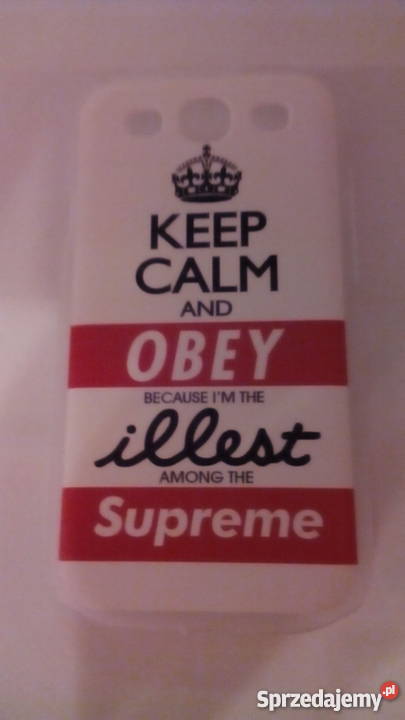 KEEP
CALM
AND
OBEY
BECAUSE I'M THE
illest
AMONG THE
Supreme
Sprzedajemy.pl